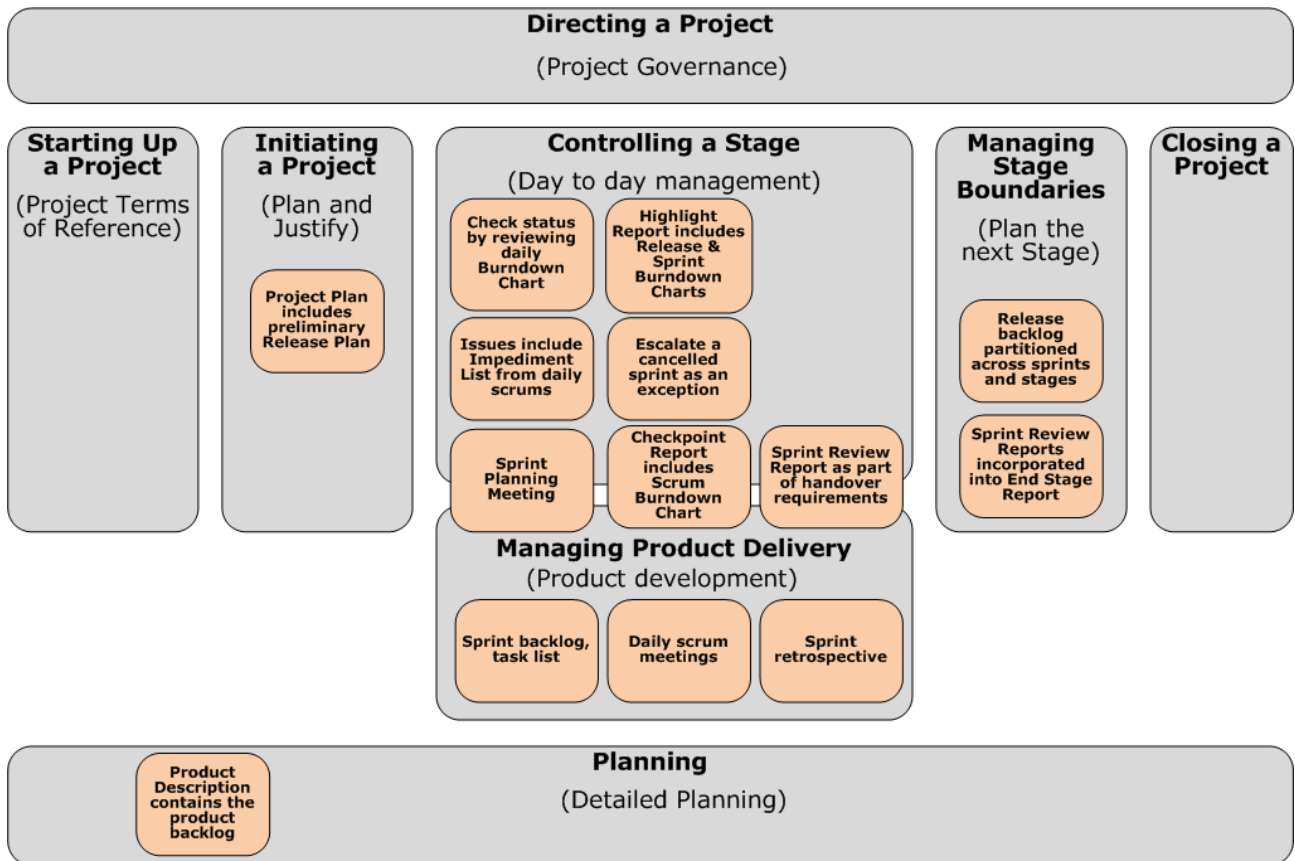 Directing a Project
(Project Governance)
Starting Up
a Project
(Project Terms
of Reference)
Initiating
a Project
(Plan and
Justify)
Project Plan
includes
preliminary
Release Plan
Controlling a Stage
(Day to day management)
Check status
by reviewing
daily
Burndown
Chart
Highlight
Report includes
Release &
Sprint
Burndown
Charts
Issues include
Impediment
List from daily
scrums
Escalate a
cancelled
sprint as an
exception
Sprint
Planning
Meeting
Checkpoint
Report
includes
Scrum
Burndown
Chart
Sprint Review
Report as part
of handover
requirements
Managing
Stage
Boundaries
(Plan the
next Stage)
Release
backlog
partitioned
across sprints
and stages
Sprint Review
Reports
incorporated
into End Stage
Report
Closing a
Project
Managing Product Delivery
(Product development)
Sprint backlog,
task list
Daily scrum
meetings
Sprint
retrospective
Planning
(Detailed Planning)
Product
Description
contains the
product
backlog